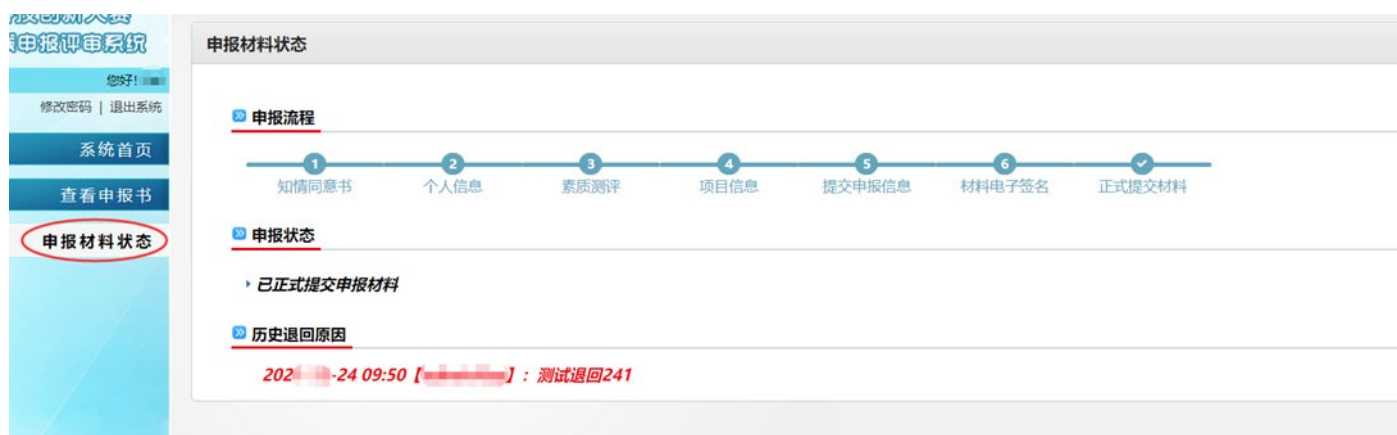 创新大赛
申报评审系统
您好!
修改密码 | 退出系统
系统首页
查看申报书
申报材料状态
申报材料状态
申报流程
1 2 3 4 5 6
知情同意书 个人信息 素质测评 项目信息 提交申报信息 材料电子签名 正式提交材料
申报状态
已正式提交申报材料
历史退回原因
202 -24 09:50【 】: 测试退回241